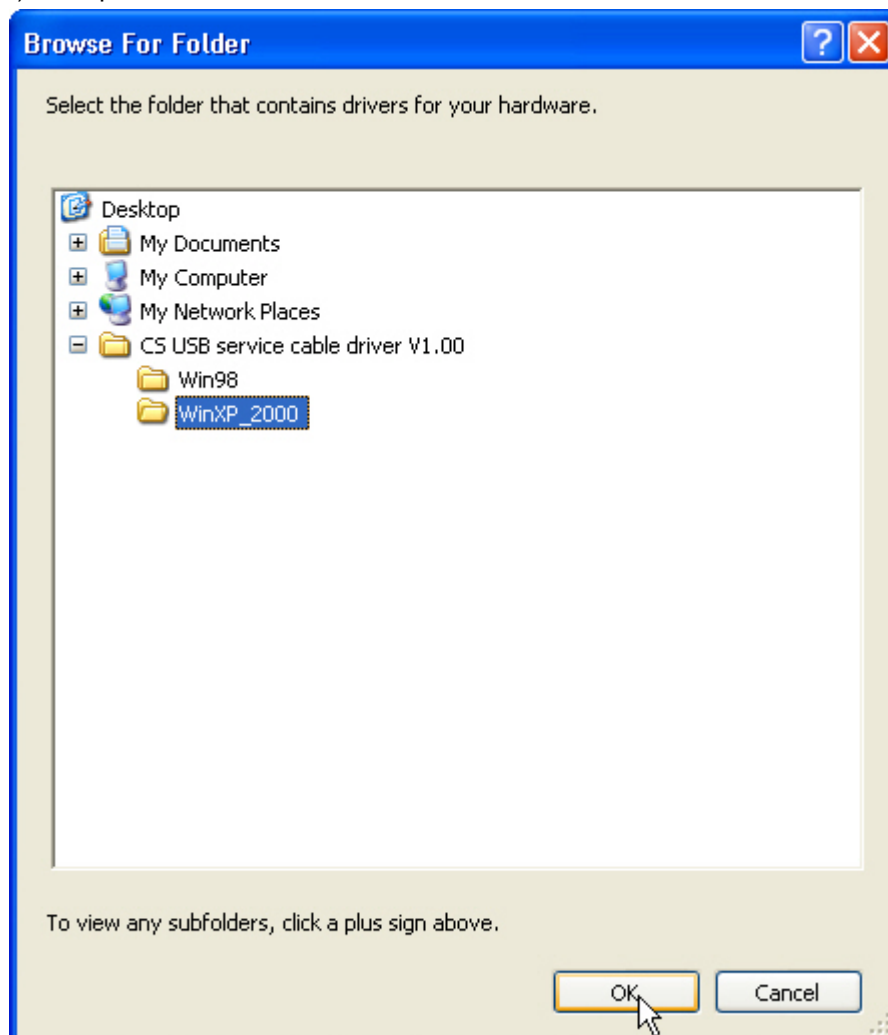 Browse For Folder
Select the folder that contains drivers for your hardware.
Desktop
My Documents
My Computer
My Network Places
CS USB service cable driver V1.00
Win98
WinXP_2000
To view any subfolders, click a plus sign above.
OK Cancel